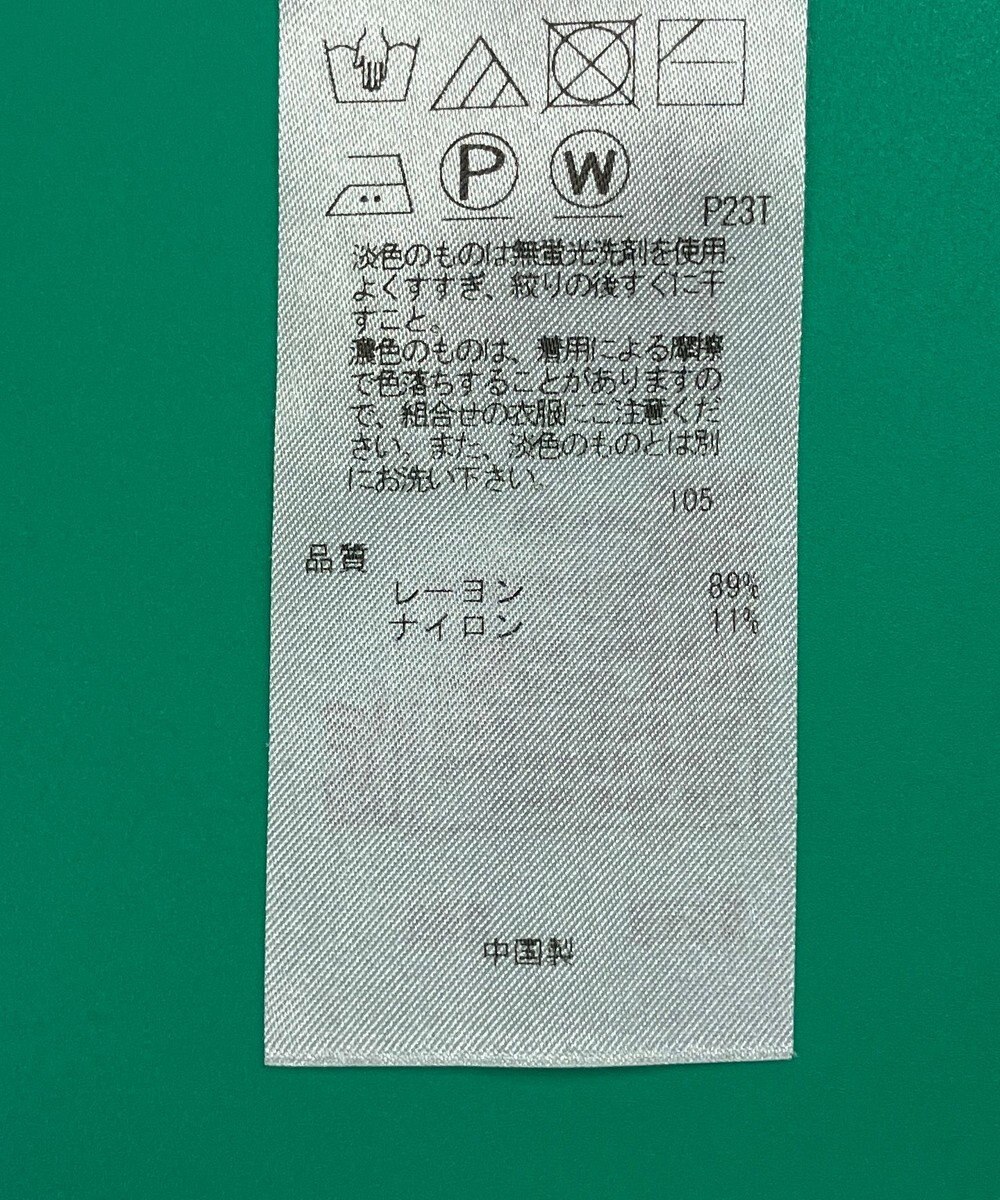 P W
P23T
淡色のものは無蛍光洗剤を使用。
よくすすぎ、絞りの後すぐに干
すこと。
濃色のものは、着用による摩擦
で色落ちすることがありますの
で、組合せの衣服にご注意くだ
さい。また、淡色のものとは別
にお洗い下さい。
105
品質
レーヨン 89%
ナイロン 11%
中国製